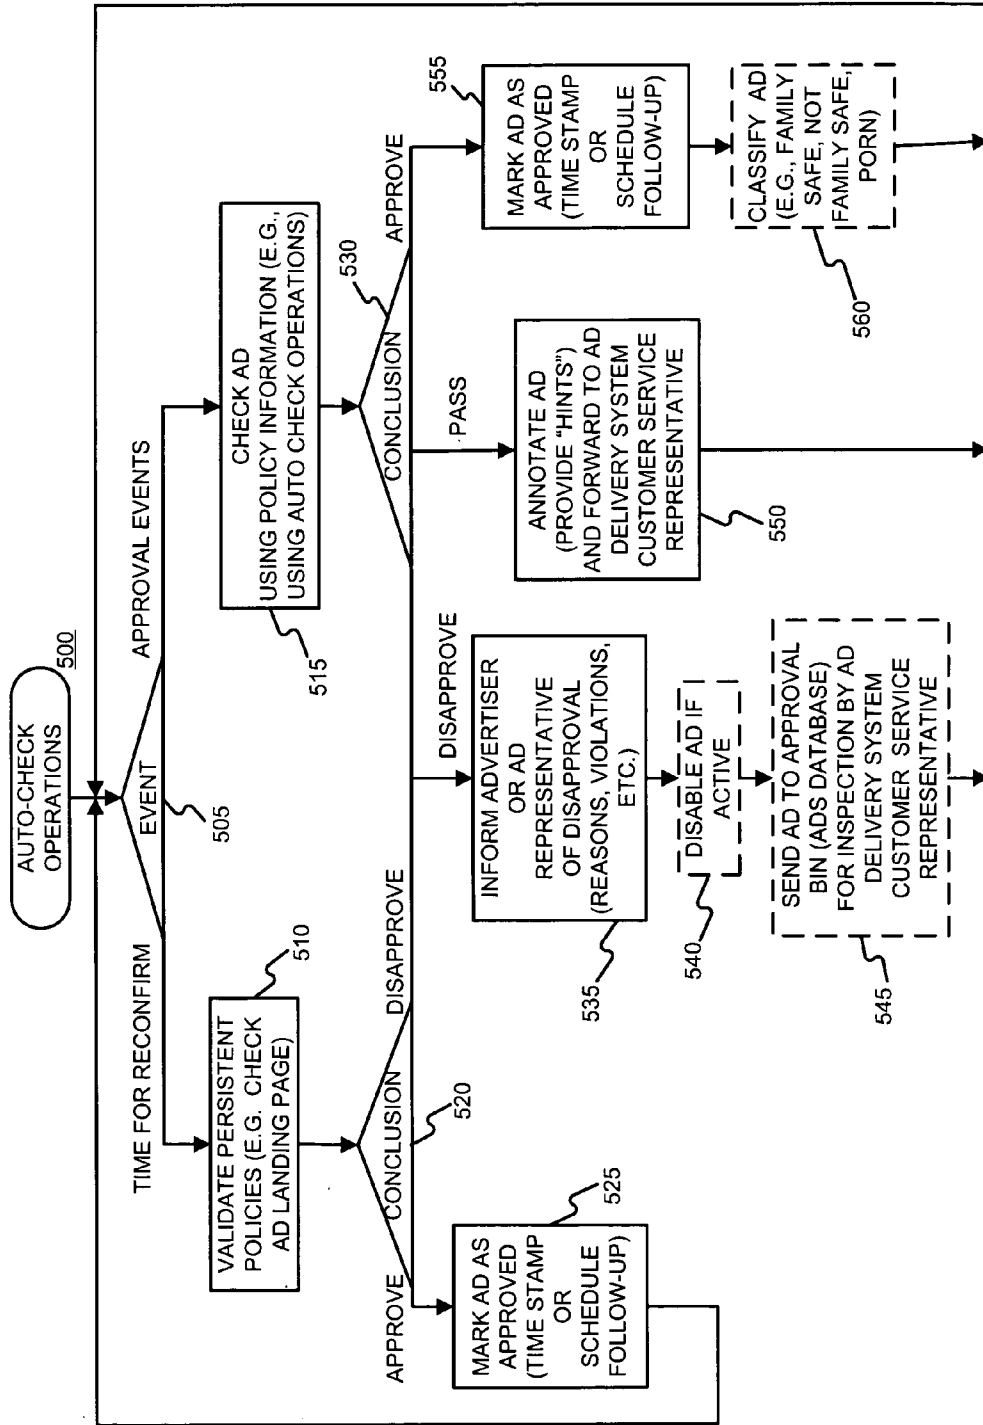 AUTO-CHECK
OPERATIONS
500
EVENT
505
TIME FOR RECONFIRM
APPROVAL EVENTS
VALIDATE PERSISTENT
POLICIES (E.G. CHECK
AD LANDING PAGE)
510
CHECK AD
USING POLICY INFORMATION (E.G.,
USING AUTO CHECK OPERATIONS)
515
CONCLUSION
520
CONCLUSION
530
APPROVE
DISAPPROVE
DISAPPROVE
PASS
APPROVE
MARK AD AS
APPROVED
(TIME STAMP
OR
SCHEDULE
FOLLOW-UP)
525
INFORM ADVERTISER
OR AD
REPRESENTATIVE
OF DISAPPROVAL
(REASONS, VIOLATIONS,
ETC.)
535
DISABLE AD IF
ACTIVE
540
SEND AD TO APPROVAL
BIN (ADS DATABASE)
FOR INSPECTION BY AD
DELIVERY SYSTEM
CUSTOMER SERVICE
REPRESENTATIVE
545
ANNOTATE AD
(PROVIDE “HINTS”)
AND FORWARD TO AD
DELIVERY SYSTEM
CUSTOMER SERVICE
REPRESENTATIVE
550
MARK AD AS
APPROVED
(TIME STAMP
OR
SCHEDULE
FOLLOW-UP)
555
CLASSIFY AD
(E.G., FAMILY
SAFE, NOT
FAMILY SAFE,
PORN)
560